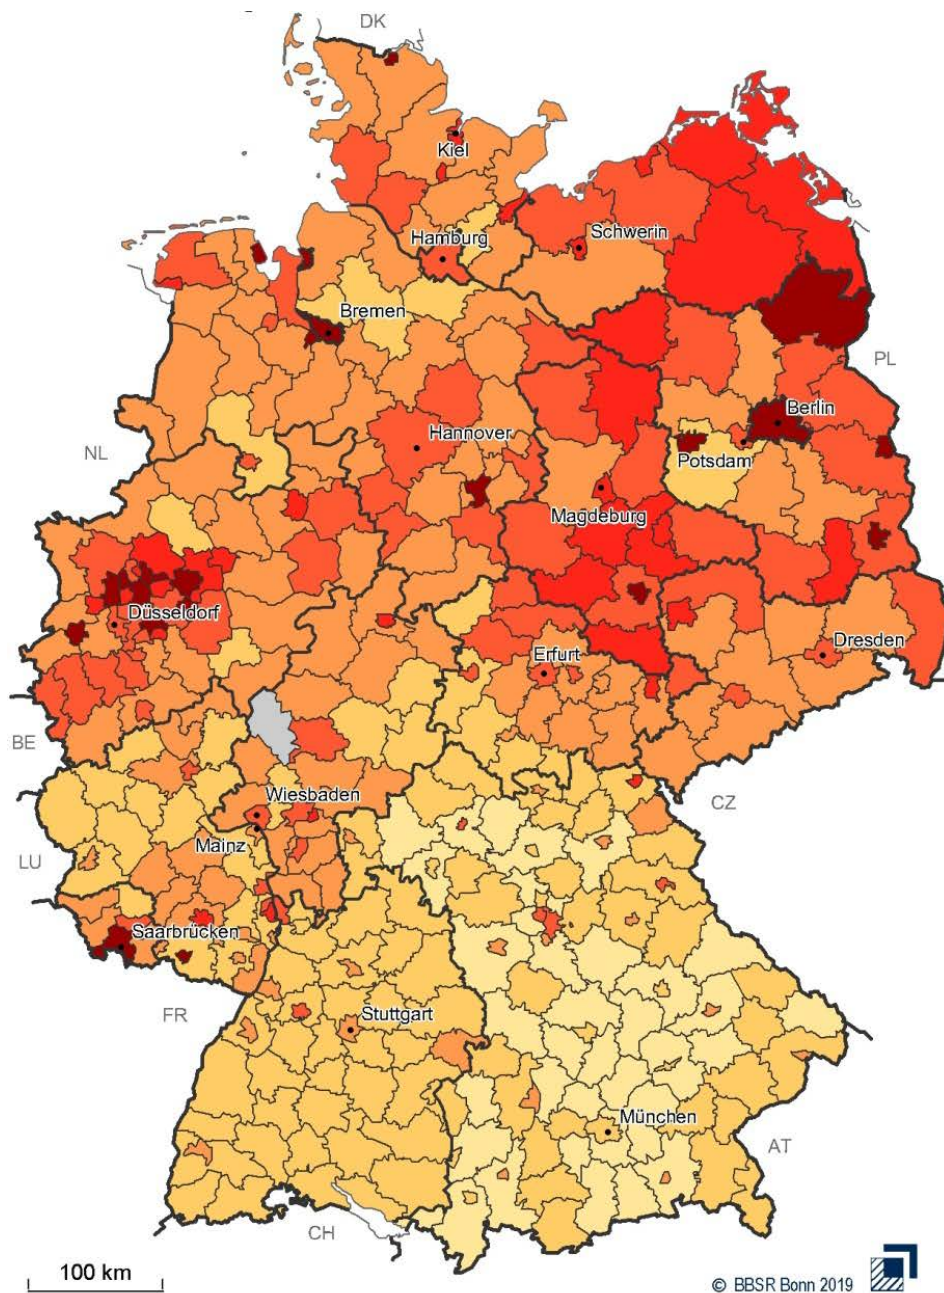 DK
Kiel
Schwerin
Hamburg
Bremen
PL
Berlin
Hannover
NL
Potsdam
Magdeburg
Düsseldorf
Erfurt
Dresden
BE
Wiesbaden
CZ
Mainz
LU
Saarbrücken
FR
Stuttgart
München
AT
CH
100 km
© BBSR Bonn 2019